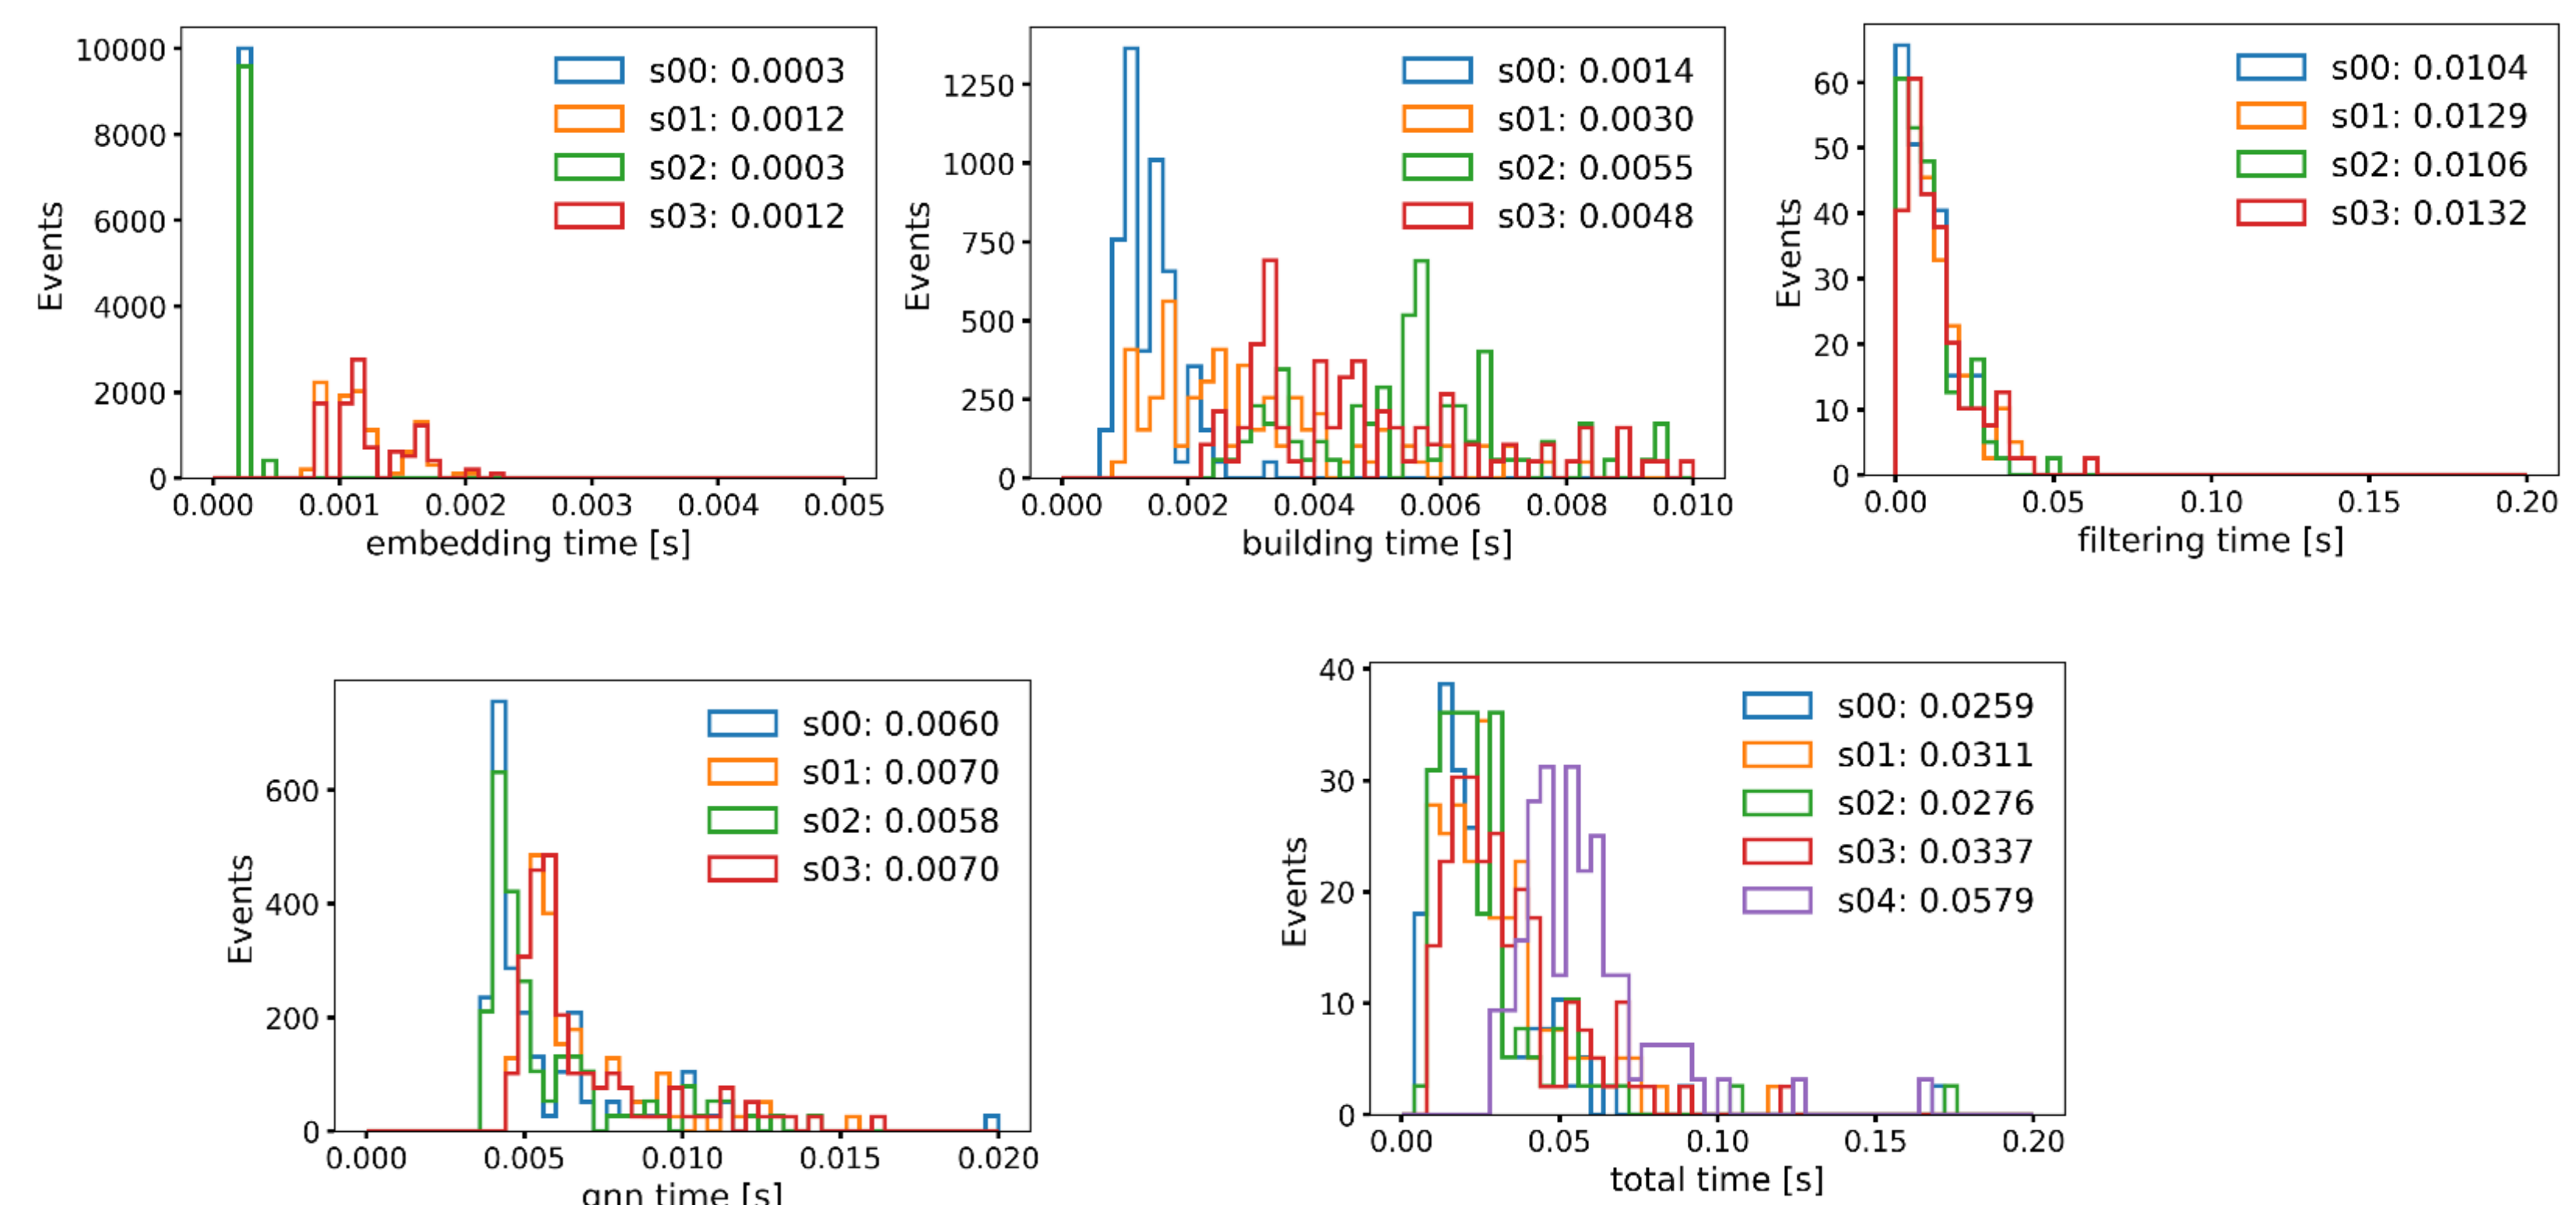 10000
8000
6000
4000
2000
0
Events
s00: 0.0003
s01: 0.0012
s02: 0.0003
s03: 0.0012
0.000 0.001 0.002 0.003 0.004 0.005
embedding time [s]
1250
1000
750
500
250
0
Events
s00: 0.0014
s01: 0.0030
s02: 0.0055
s03: 0.0048
0.000 0.002 0.004 0.006 0.008 0.010
building time [s]
60
50
40
30
20
10
0
Events
s00: 0.0104
s01: 0.0129
s02: 0.0106
s03: 0.0132
0.00 0.05 0.10 0.15 0.20
filtering time [s]
600
400
200
0
Events
s00: 0.0060
s01: 0.0070
s02: 0.0058
s03: 0.0070
0.000 0.005 0.010 0.015 0.020
gnn time [s]
40
30
20
10
0
Events
s00: 0.0259
s01: 0.0311
s02: 0.0276
s03: 0.0337
s04: 0.0579
0.00 0.05 0.10 0.15 0.20
total time [s]